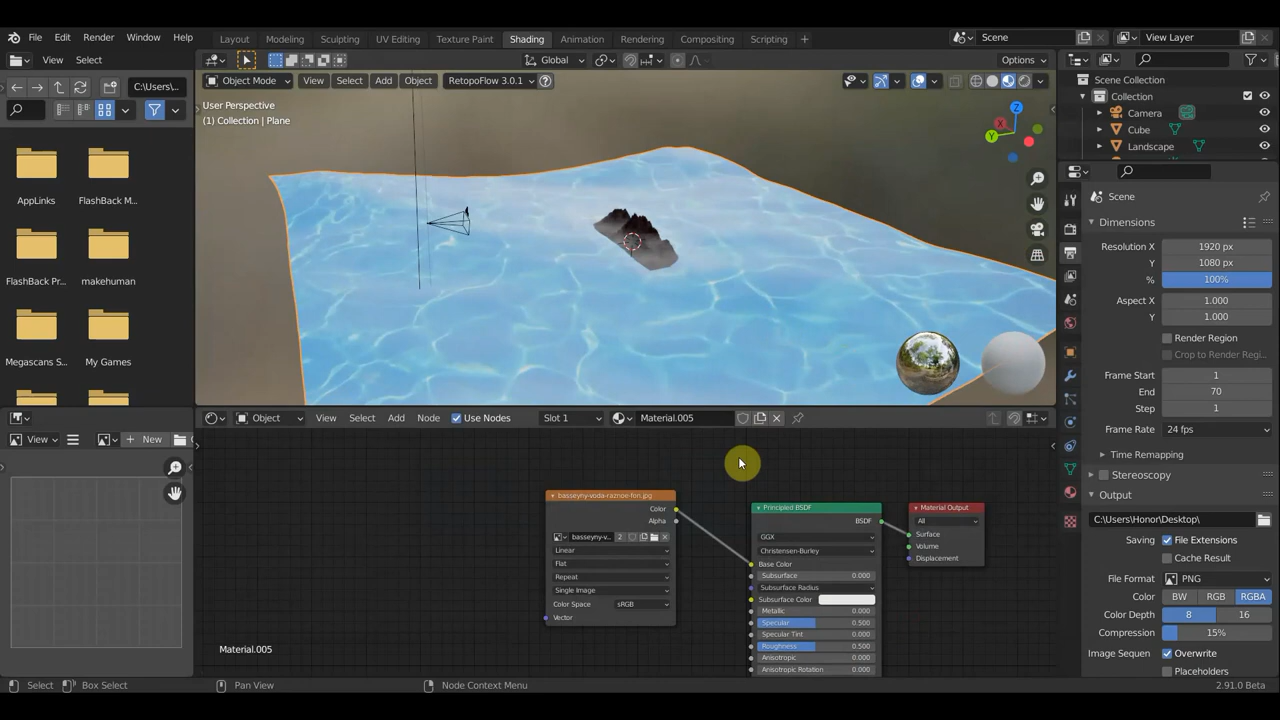 File Edit Render Window Help
Layout Modeling Sculpting UV Editing Texture Paint Shading Animation Rendering Compositing Scripting +
Scene View Layer
View Select
Global Options
C:\Users\...
Object Mode View Select Add Object RetopoFlow 3.0.1
User Perspective
(1) Collection | Plane
X
Y
Z
AppLinks
FlashBack M...
FlashBack Pr...
makehuman
Megascans S...
My Games
Scene Collection
Collection
Camera
Cube
Landscape
Scene
Dimensions
Resolution X 1920 px
Y 1080 px
% 100%
Aspect X 1.000
Y 1.000
Render Region
Crop to Render Regi...
Frame Start 1
End 70
Step 1
Frame Rate 24 fps
Time Remapping
Stereoscopy
Output
C:\Users\Honor\Desktop\
Saving File Extensions
Cache Result
File Format PNG
Color BW RGB RGBA
Color Depth 8 16
Compression 15%
Image Sequen Overwrite
Placeholders
View New
Object View Select Add Node Use Nodes Slot 1 Material.005
basseyny-voda-raznoe-fon.jpg
Color
Alpha
basseyny-v... 2
Linear
Flat
Repeat
Single Image
Color Space sRGB
Vector
Principled BSDF
BSDF
GGX
Christensen-Burley
Base Color
Subsurface 0.000
Subsurface Radius
Subsurface Color
Metallic 0.000
Specular 0.500
Specular Tint 0.000
Roughness 0.500
Anisotropic 0.000
Anisotropic Rotation 0.000
Material Output
All
Surface
Volume
Displacement
Material.005
Select Box Select Pan View Node Context Menu 2.91.0 Beta